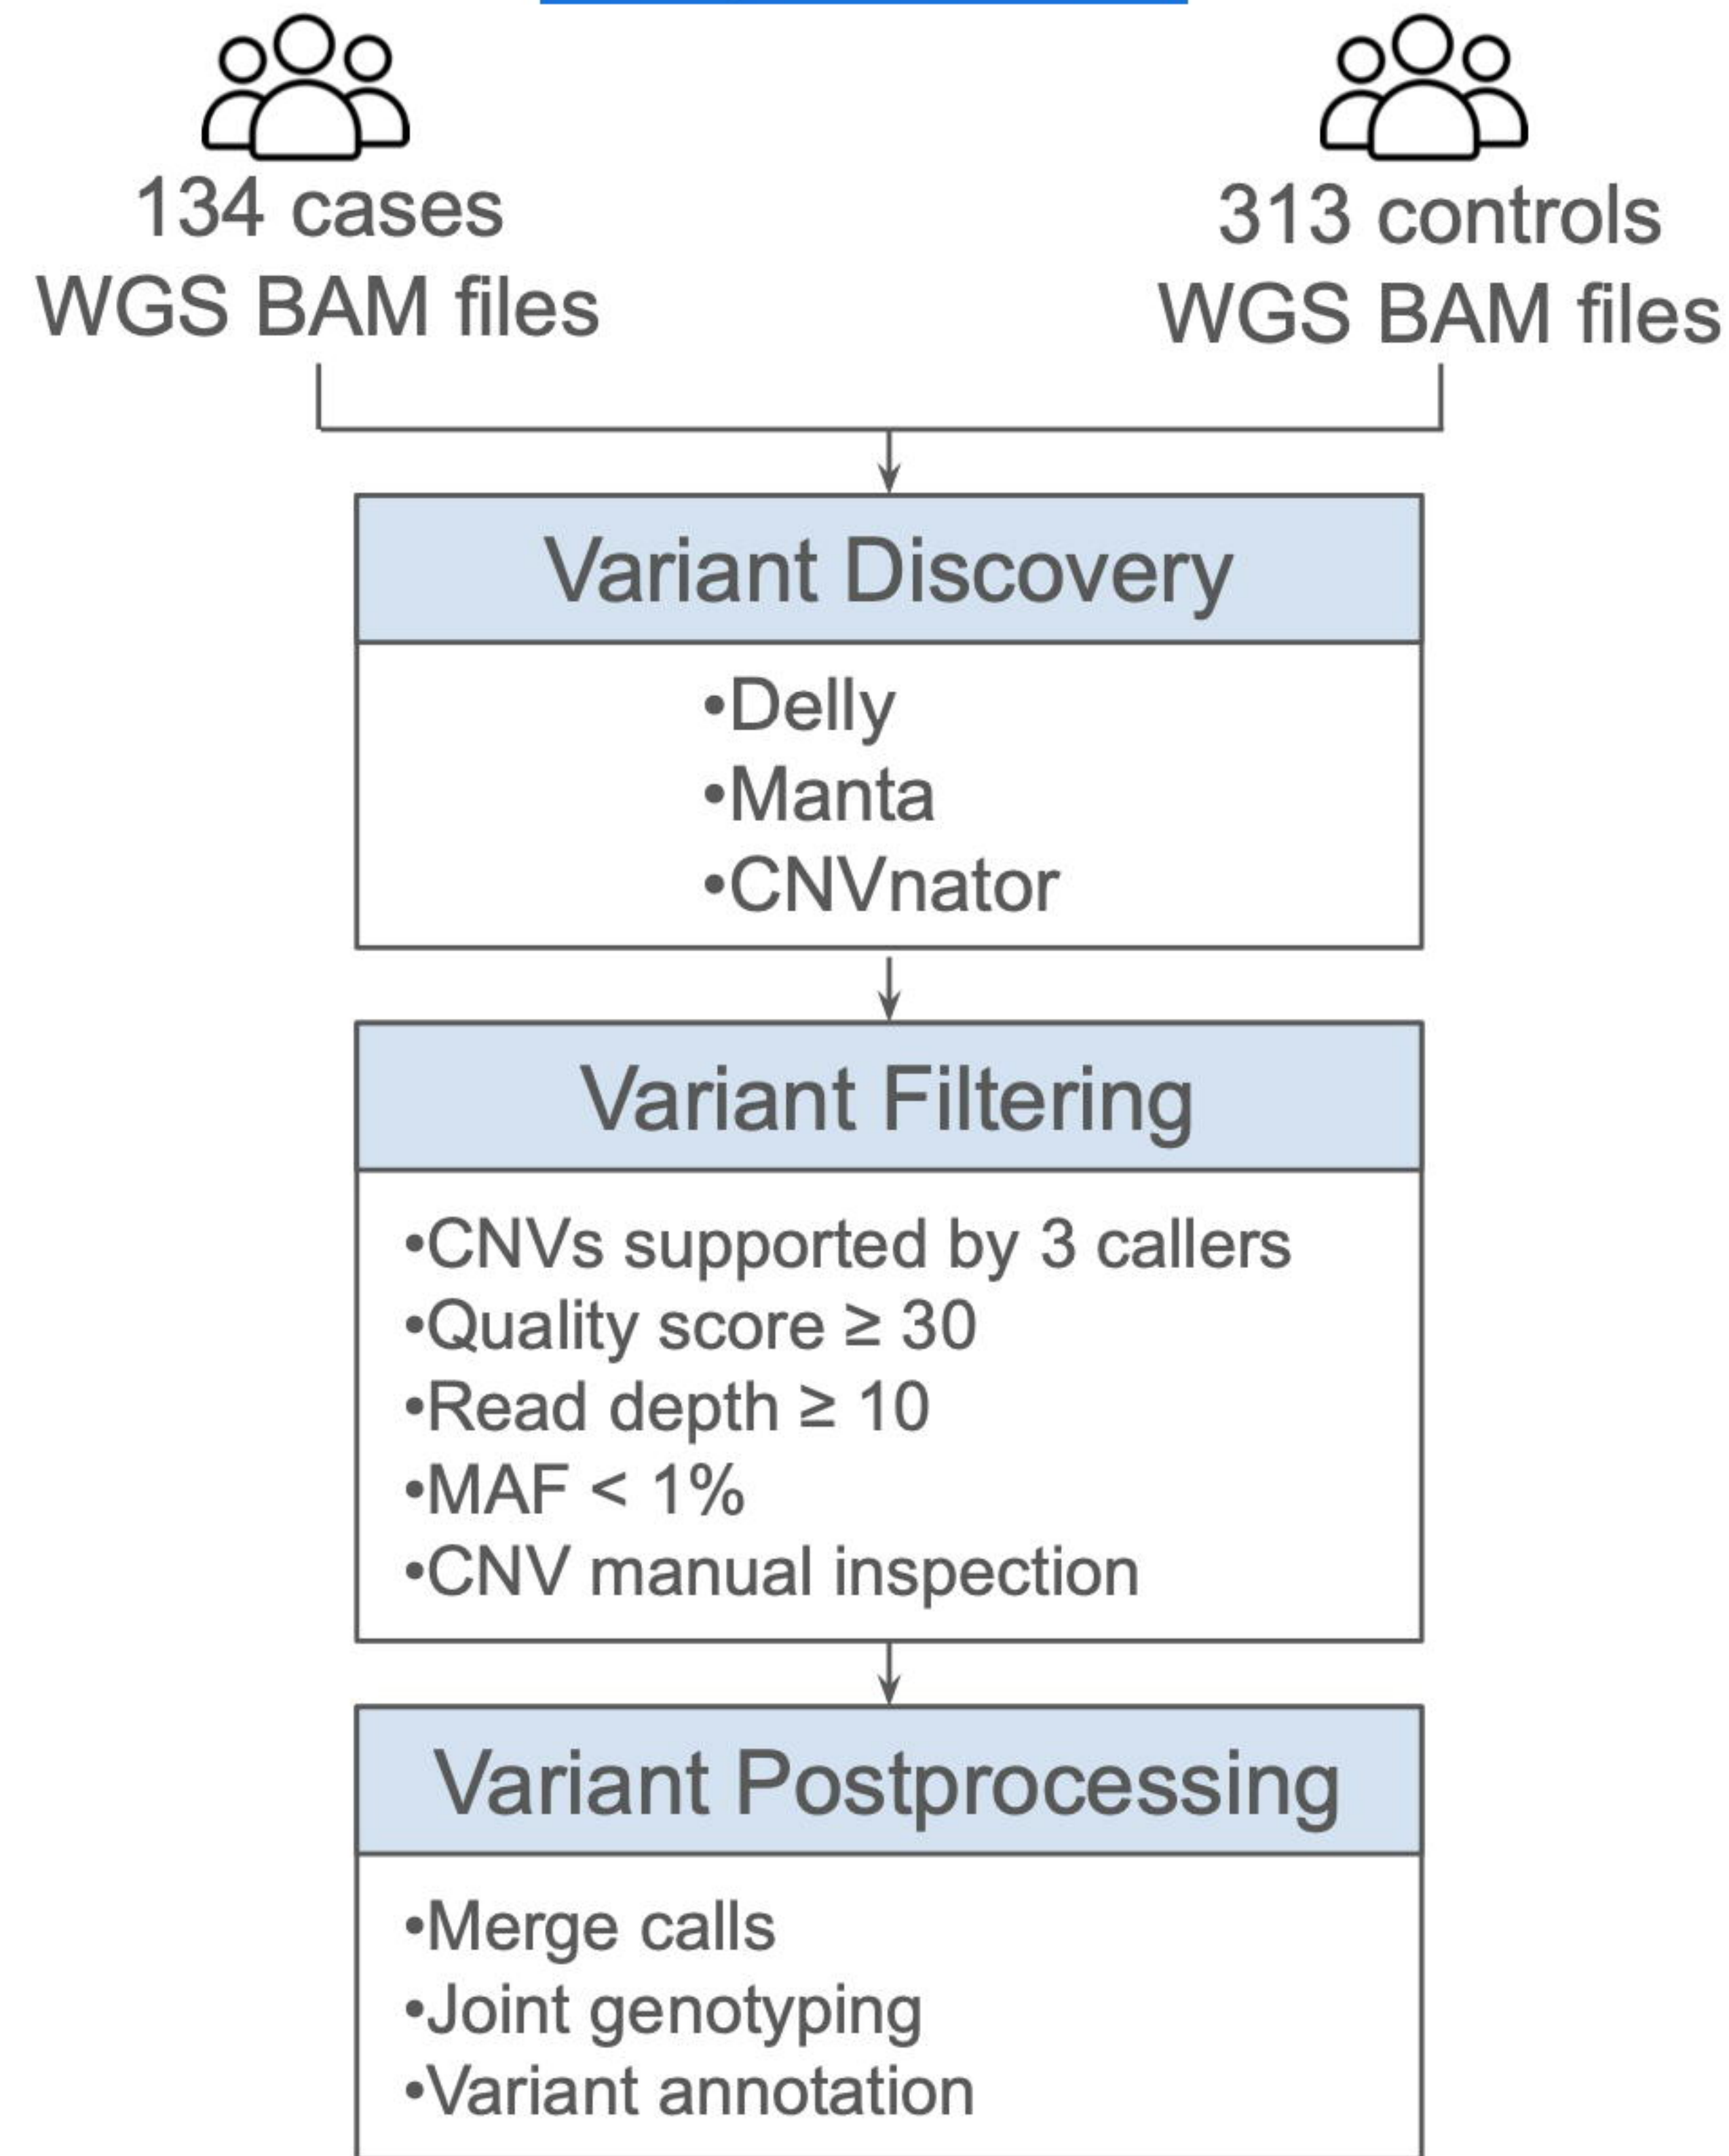 134 cases
WGS BAM files
313 controls
WGS BAM files
Variant Discovery
•Delly
•Manta
•CNVnator
Variant Filtering
•CNVs supported by 3 callers
•Quality score ≥ 30
•Read depth ≥ 10
•MAF < 1%
•CNV manual inspection
Variant Postprocessing
•Merge calls
•Joint genotyping
•Variant annotation